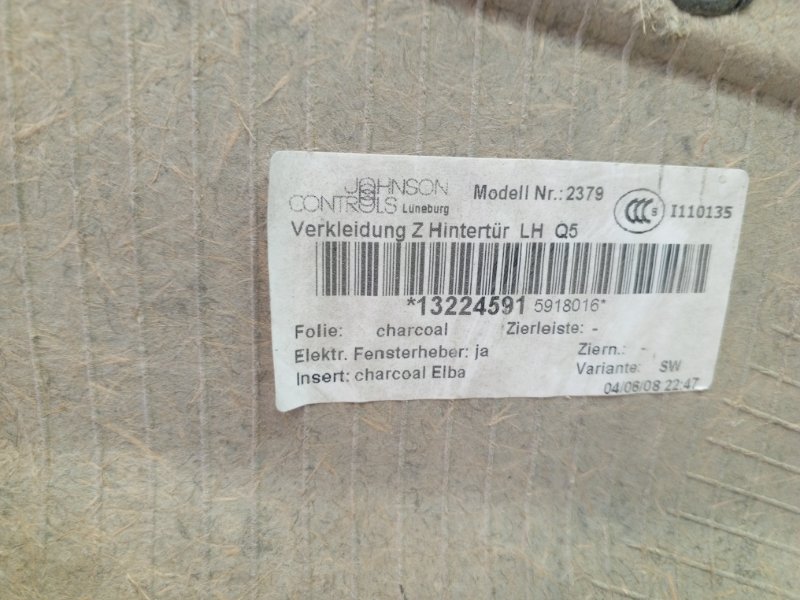 JOHNSON
CONTROLS Lüneburg
Modell Nr.: 2379
CCC S I110135
Verkleidung Z Hintertür LH Q5
*13224591 5918016*
Folie: charcoal Zierleiste: -
Elektr. Fensterheber: ja Ziern.: -
Insert: charcoal Elba Variante: SW
04/06/08 22:47